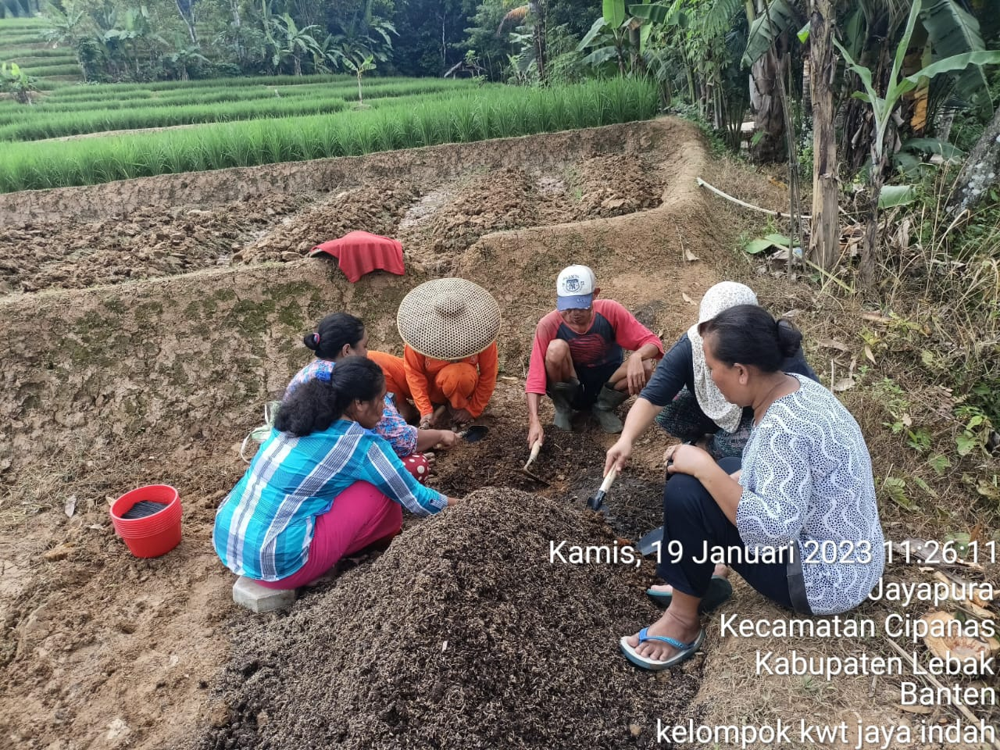 Kamis, 19 Januari 2023 11:26:11
Jayapura
Kecamatan Cipanas
Kabupaten Lebak
Banten
kelompok kwt jaya indah